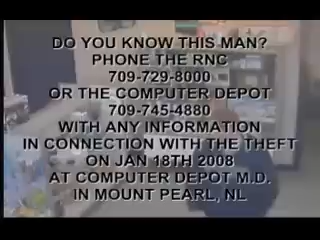 DO YOU KNOW THIS MAN?
PHONE THE RNC
709-729-8000
OR THE COMPUTER DEPOT
709-745-4880
WITH ANY INFORMATION
IN CONNECTION WITH THE THEFT
ON JAN 18TH 2008
AT COMPUTER DEPOT M.D.
IN MOUNT PEARL, NL